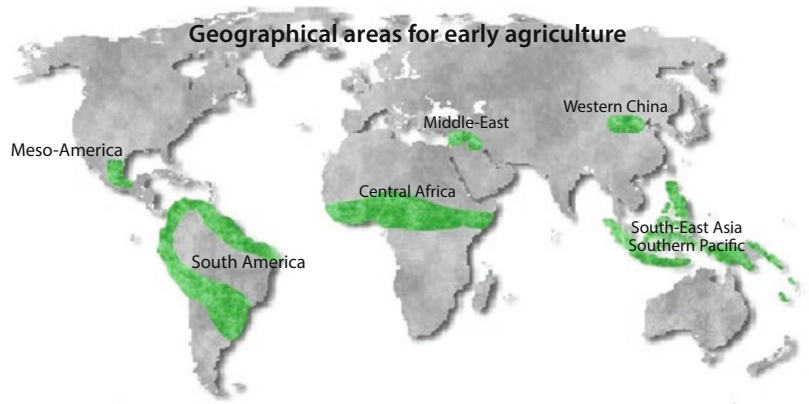 Geographical areas for early agriculture
Western China
Middle-East
Meso-America
Central Africa
South-East Asia
Southern Pacific
South America